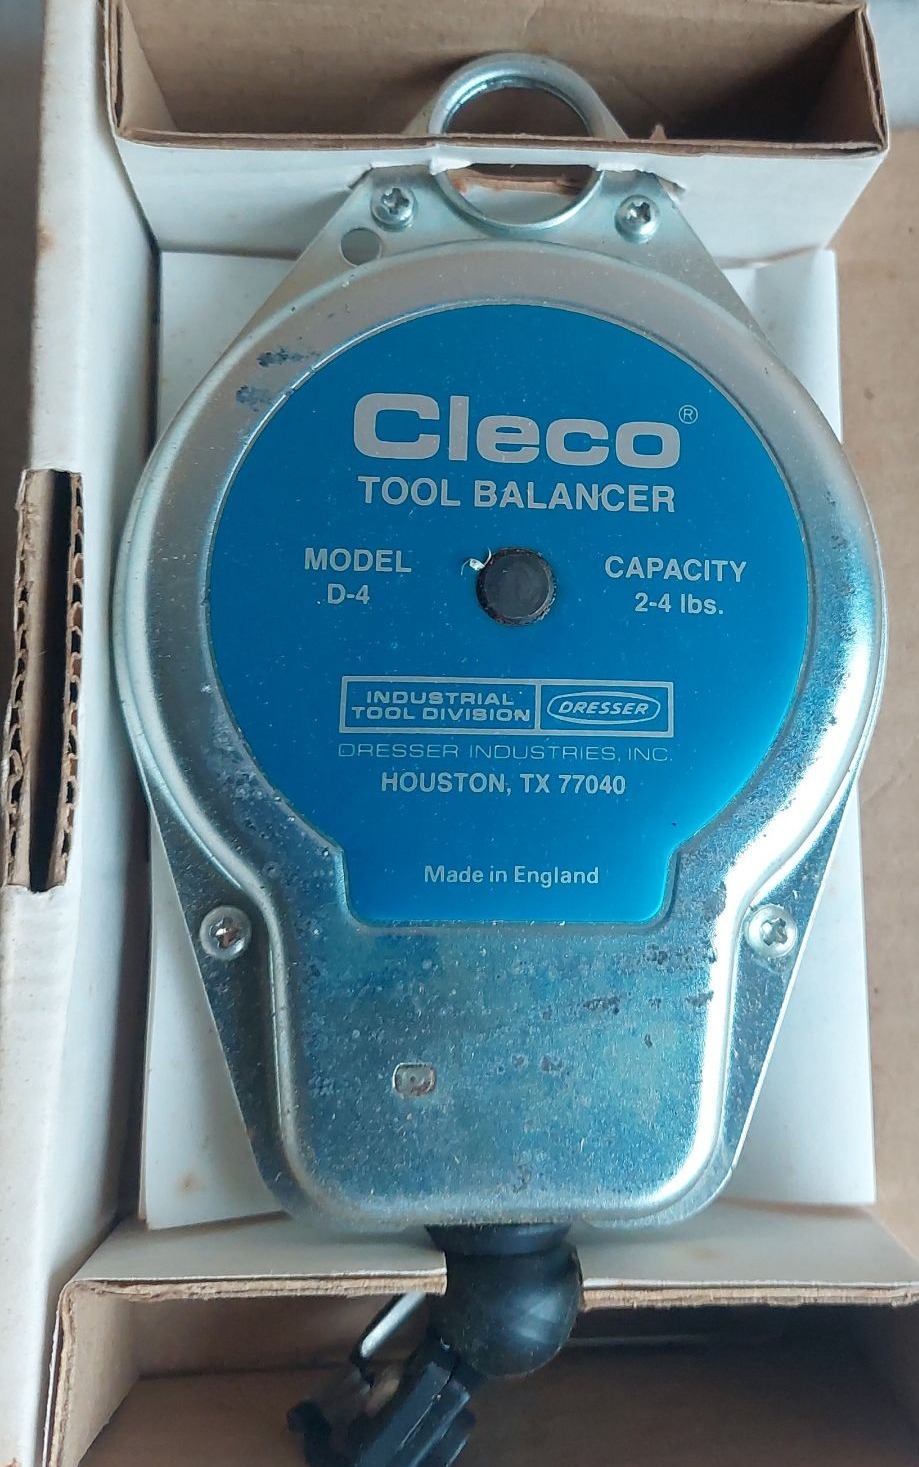 Cleco®
TOOL BALANCER
MODEL
D-4
CAPACITY
2-4 lbs.
INDUSTRIAL
TOOL DIVISION
DRESSER
DRESSER INDUSTRIES, INC.
HOUSTON, TX 77040
Made in England